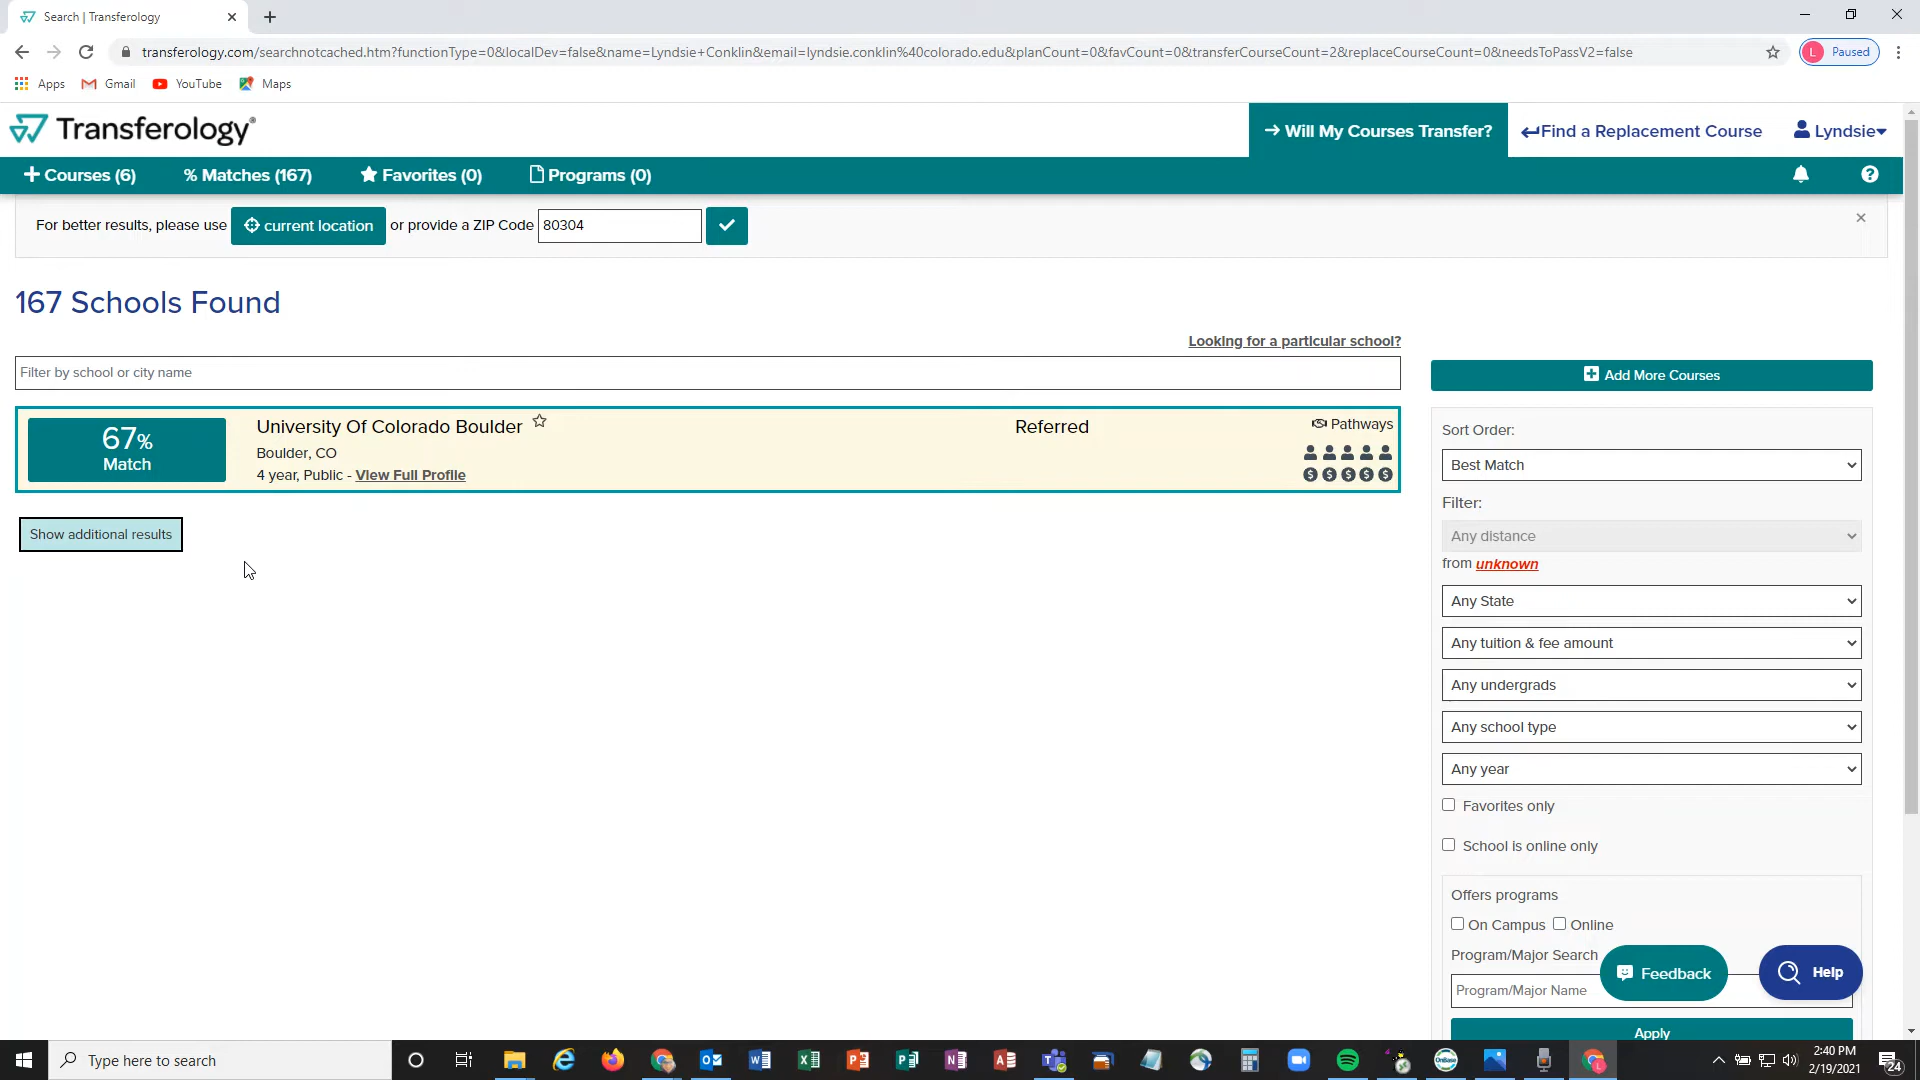 Search | Transferology
transferology.com/searchnotcached.htm?functionType=0&localDev=false&name=Lyndsie+Conklin&email=lyndsie.conklin%40colorado.edu&planCount=0&favCount=0&transferCourseCount=2&replaceCourseCount=0&needsToPassV2=false
L Paused
Apps Gmail YouTube Maps
Transferology®
Will My Courses Transfer? Find a Replacement Course Lyndsie
Courses (6) % Matches (167) Favorites (0) Programs (0)
For better results, please use current location or provide a ZIP Code 80304
167 Schools Found
Looking for a particular school?
Filter by school or city name
Add More Courses
67%
Match
University Of Colorado Boulder
Boulder, CO
4 year, Public - View Full Profile
Referred
Pathways
Show additional results
Sort Order:
Best Match
Filter:
Any distance
from unknown
Any State
Any tuition & fee amount
Any undergrads
Any school type
Any year
Favorites only
School is online only
Offers programs
On Campus Online
Program/Major Search
Program/Major Name
Apply
Feedback
Help
Type here to search
2:40 PM
2/19/2021
24